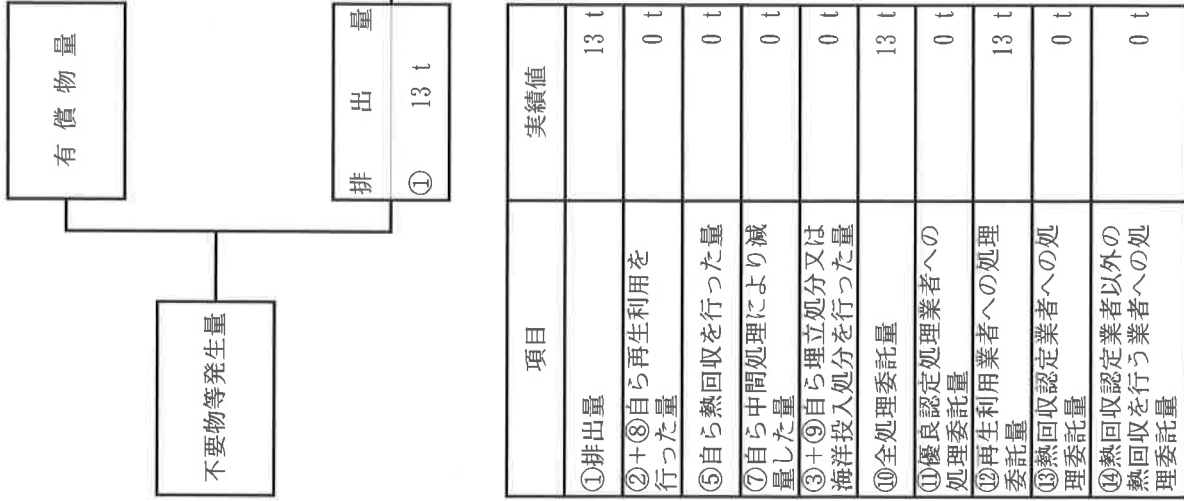 有 償 物 量
不要物等発生量
排 出 量
① 13 t
項目 実績値
①排出量 13 t
②+⑧自ら再生利用を
行った量 0 t
⑤自ら熱回収を行った量 0 t
⑦自ら中間処理により減
量した量 0 t
③+⑨自ら埋立処分又は
海洋投入処分を行った量 0 t
⑩全処理委託量 13 t
⑪優良認定処理業者への
処理委託量 0 t
⑫再生利用業者への処理
委託量 13 t
⑬熱回収認定業者への処
理委託量 0 t
⑭熱回収認定業者以外の
熱回収を行う業者への処
理委託量 0 t